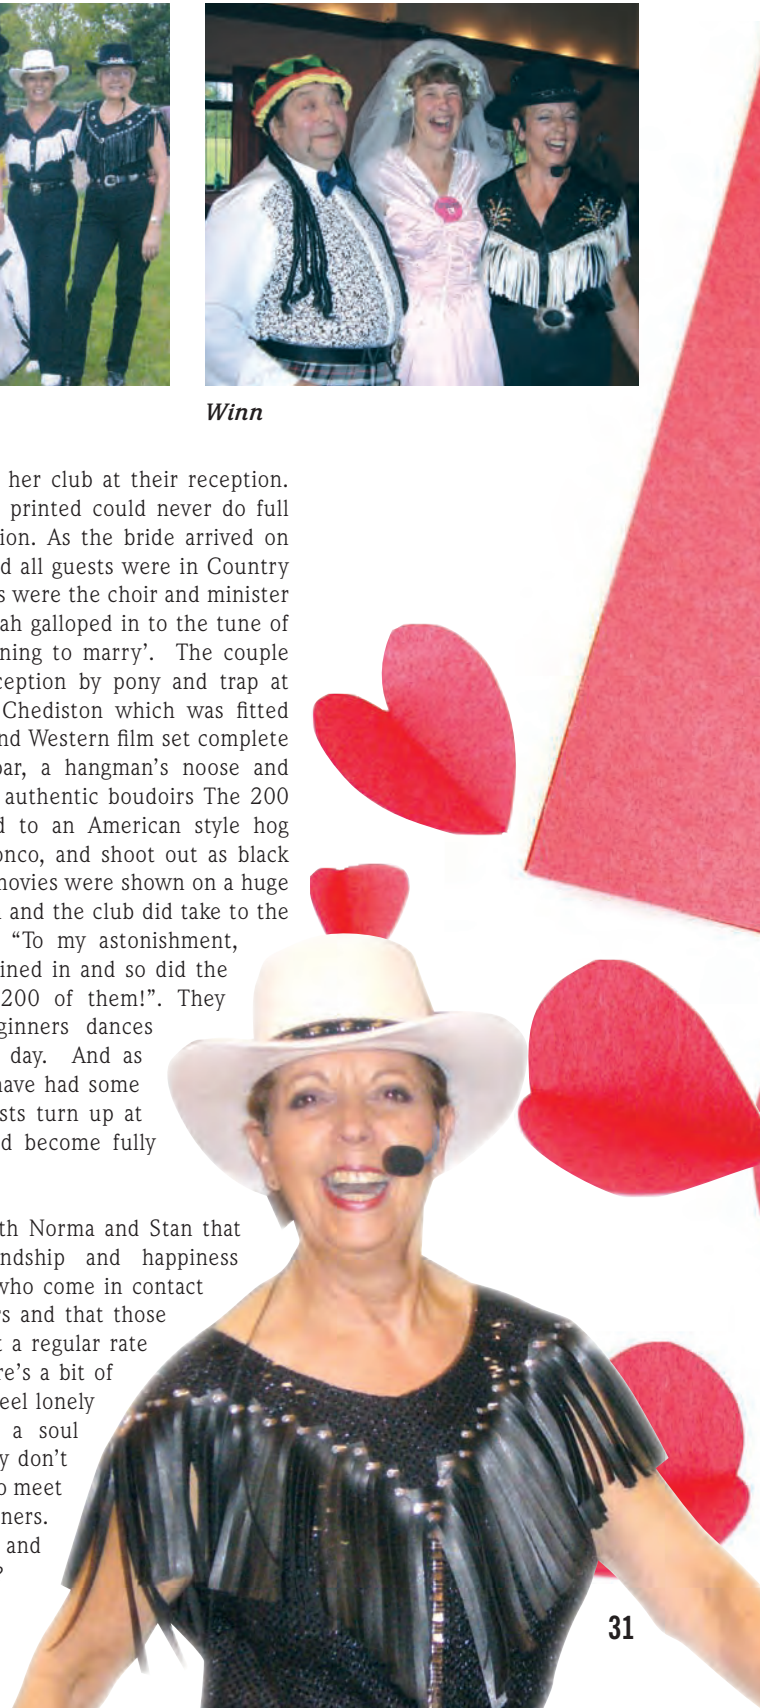 Winn
her club at their reception.
printed could never do full
ion. As the bride arrived on
d all guests were in Country
s were the choir and minister
ah galloped in to the tune of
ning to marry’. The couple
ception by pony and trap at
Chediston which was fitted
nd Western film set complete
bar, a hangman’s noose and
authentic boudoirs The 200
d to an American style hog
onco, and shoot out as black
movies were shown on a huge
and the club did take to the
“To my astonishment,
ined in and so did the
200 of them!”. They
ginners dances
day. And as
have had some
sts turn up at
d become fully
th Norma and Stan that
ndship and happiness
who come in contact
rs and that those
t a regular rate
re’s a bit of
eel lonely
a soul
y don’t
o meet
ners.
and
?
31